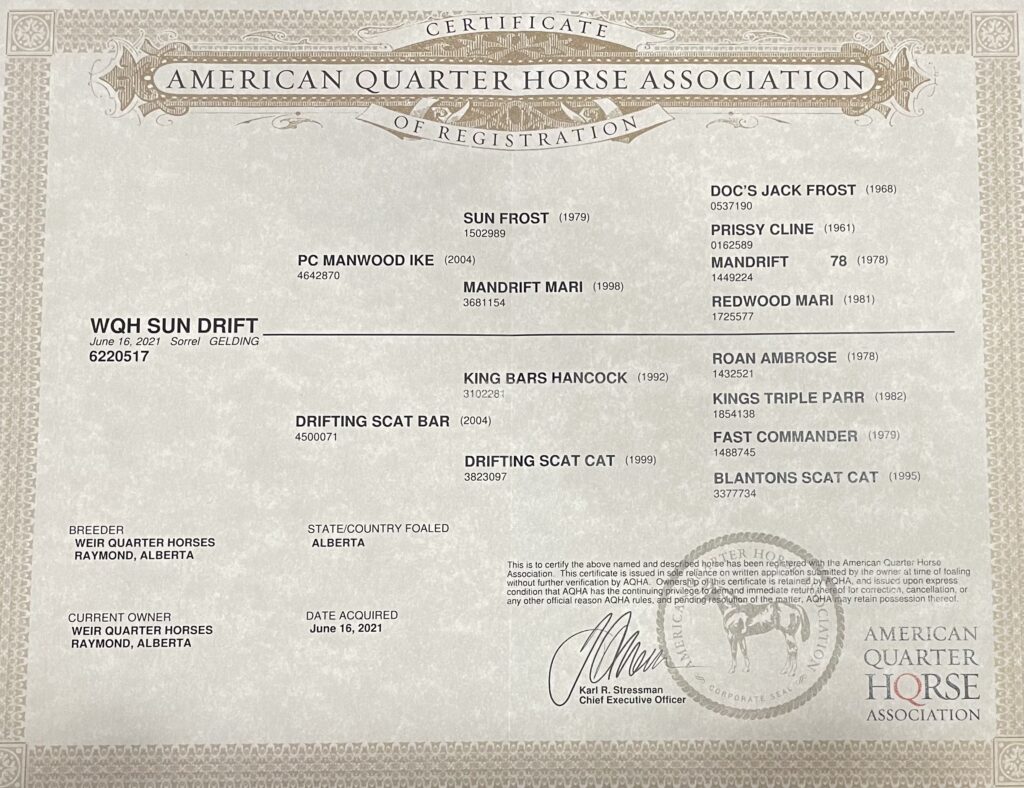 CERTIFICATE
AMERICAN QUARTER HORSE ASSOCIATION
OF REGISTRATION
DOC'S JACK FROST (1968)
0537190
SUN FROST (1979)
1502989
PRISSY CLINE (1961)
0162589
PC MANWOOD IKE (2004)
4642870
MANDRIFT 78 (1978)
1449224
MANDRIFT MARI (1998)
3681154
REDWOOD MARI (1981)
1725577
WQH SUN DRIFT
June 16, 2021 Sorrel GELDING
6220517
ROAN AMBROSE (1978)
1432521
KING BARS HANCOCK (1992)
3102281
KINGS TRIPLE PARR (1982)
1854138
DRIFTING SCAT BAR (2004)
4500071
FAST COMMANDER (1979)
1488745
DRIFTING SCAT CAT (1999)
3823097
BLANTONS SCAT CAT (1995)
3377734
BREEDER
WEIR QUARTER HORSES
RAYMOND, ALBERTA
STATE/COUNTRY FOALED
ALBERTA
CURRENT OWNER
WEIR QUARTER HORSES
RAYMOND, ALBERTA
DATE ACQUIRED
June 16, 2021
This is to certify the above named and described horse has been registered with the American Quarter Horse
Association. This certificate is issued in sole reliance on written application submitted by the owner at time of foaling
without further verification by AQHA. Ownership of this certificate is retained by AQHA, and issued upon express
condition that AQHA has the continuing privilege to demand immediate return thereof for correction, cancellation, or
any other official reason AQHA rules, and pending resolution of the matter, AQHA may retain possession thereof.
Karl R. Stressman
Chief Executive Officer
AMERICAN QUARTER HORSE ASSOCIATION
CORPORATE SEAL
AMERICAN
QUARTER
HORSE
ASSOCIATION